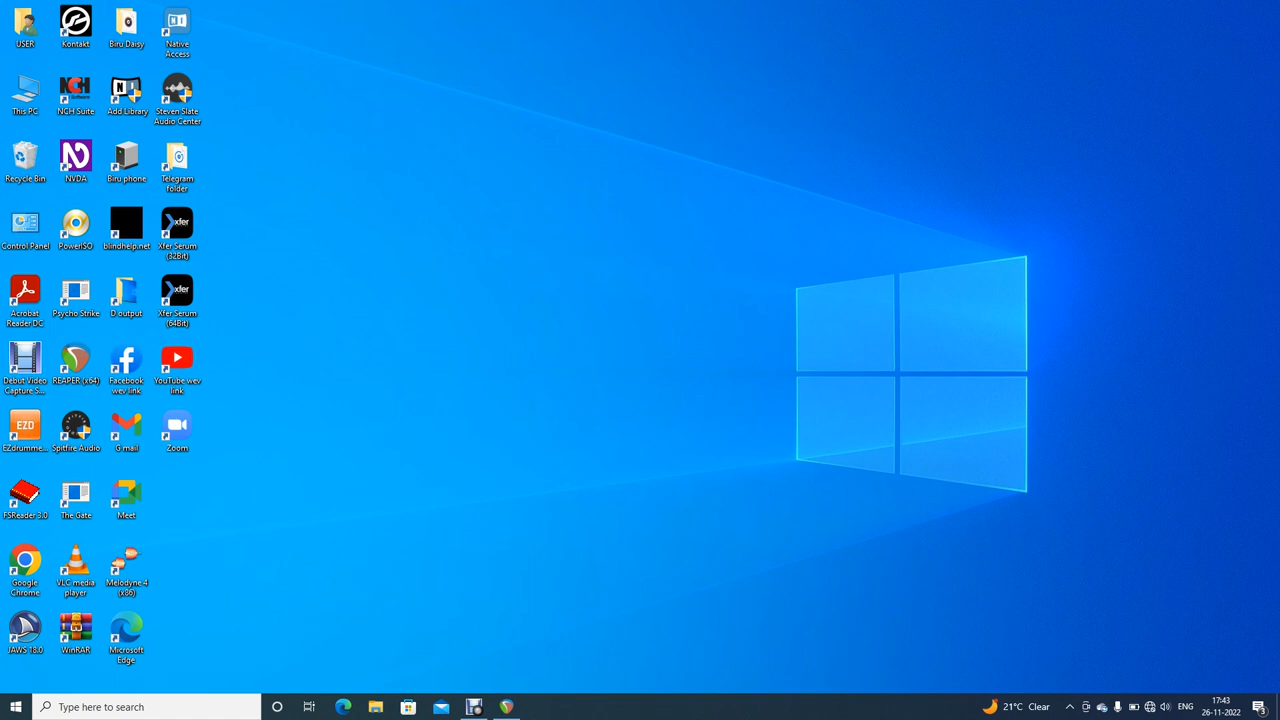 USER
Kontakt
Biru Daisy
Native
Access
This PC
NCH
NCH Suite
Add Library
Steven Slate
Audio Center
Recycle Bin
NVDA
Biru phone
Telegram
folder
Control Panel
PowerISO
blindhelp.net
xfer
Xfer Serum
(32Bit)
Acrobat
Reader DC
Psycho Strike
D output
xfer
Xfer Serum
(64Bit)
Debut Video
Capture S...
REAPER (x64)
Facebook
wev link
YouTube wev
link
EZD
EZdrumme...
Spitfire Audio
G mail
Zoom
FSReader 3.0
The Gate
Meet
Google
Chrome
VLC media
player
Melodyne 4
(x86)
JAWS 18.0
WinRAR
Microsoft
Edge
Type here to search
21°C Clear
ENG
17:43
26-11-2022